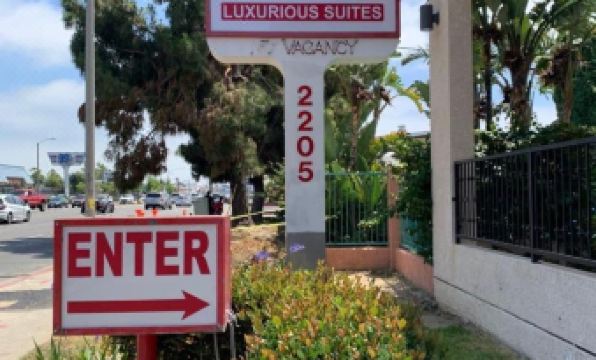 LUXURIOUS SUITES
VACANCY
2205
ENTER